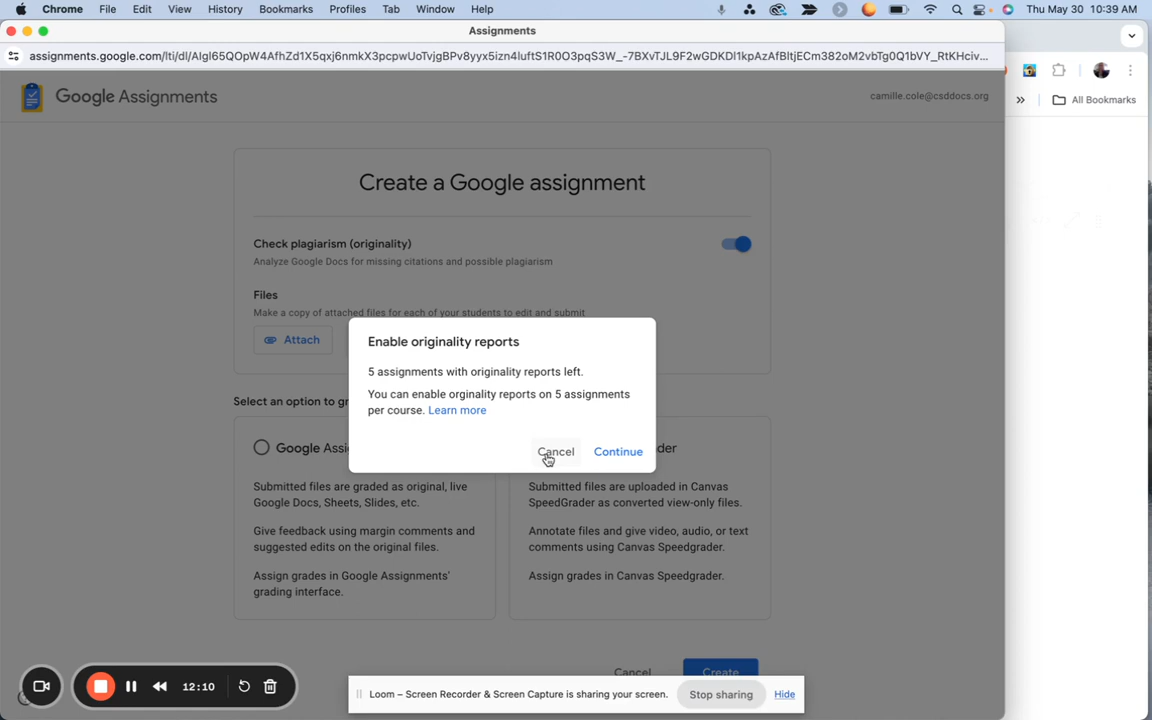 Chrome File Edit View History Bookmarks Profiles Tab Window Help Thu May 30 10:39 AM
Assignments
assignments.google.com/lti/dl/
Google Assignments
camille.cole@csddocs.org
All Bookmarks
Create a Google assignment
Check plagiarism (originality)
Analyze Google Docs for missing citations and possible plagiarism
Files
Make a copy of attached files for each of your students to edit and submit
Attach
Enable originality reports
5 assignments with originality reports left.
You can enable orginality reports on 5 assignments
per course. Learn more
Cancel Continue
Select an option to gr
Google Assi
der
Submitted files are graded as original, live
Google Docs, Sheets, Slides, etc.
Give feedback using margin comments and
suggested edits on the original files.
Assign grades in Google Assignments'
grading interface.
Submitted files are uploaded in Canvas
SpeedGrader as converted view-only files.
Annotate files and give video, audio, or text
comments using Canvas Speedgrader.
Assign grades in Canvas Speedgrader.
Cancel Create
12:10
Loom – Screen Recorder & Screen Capture is sharing your screen. Stop sharing Hide